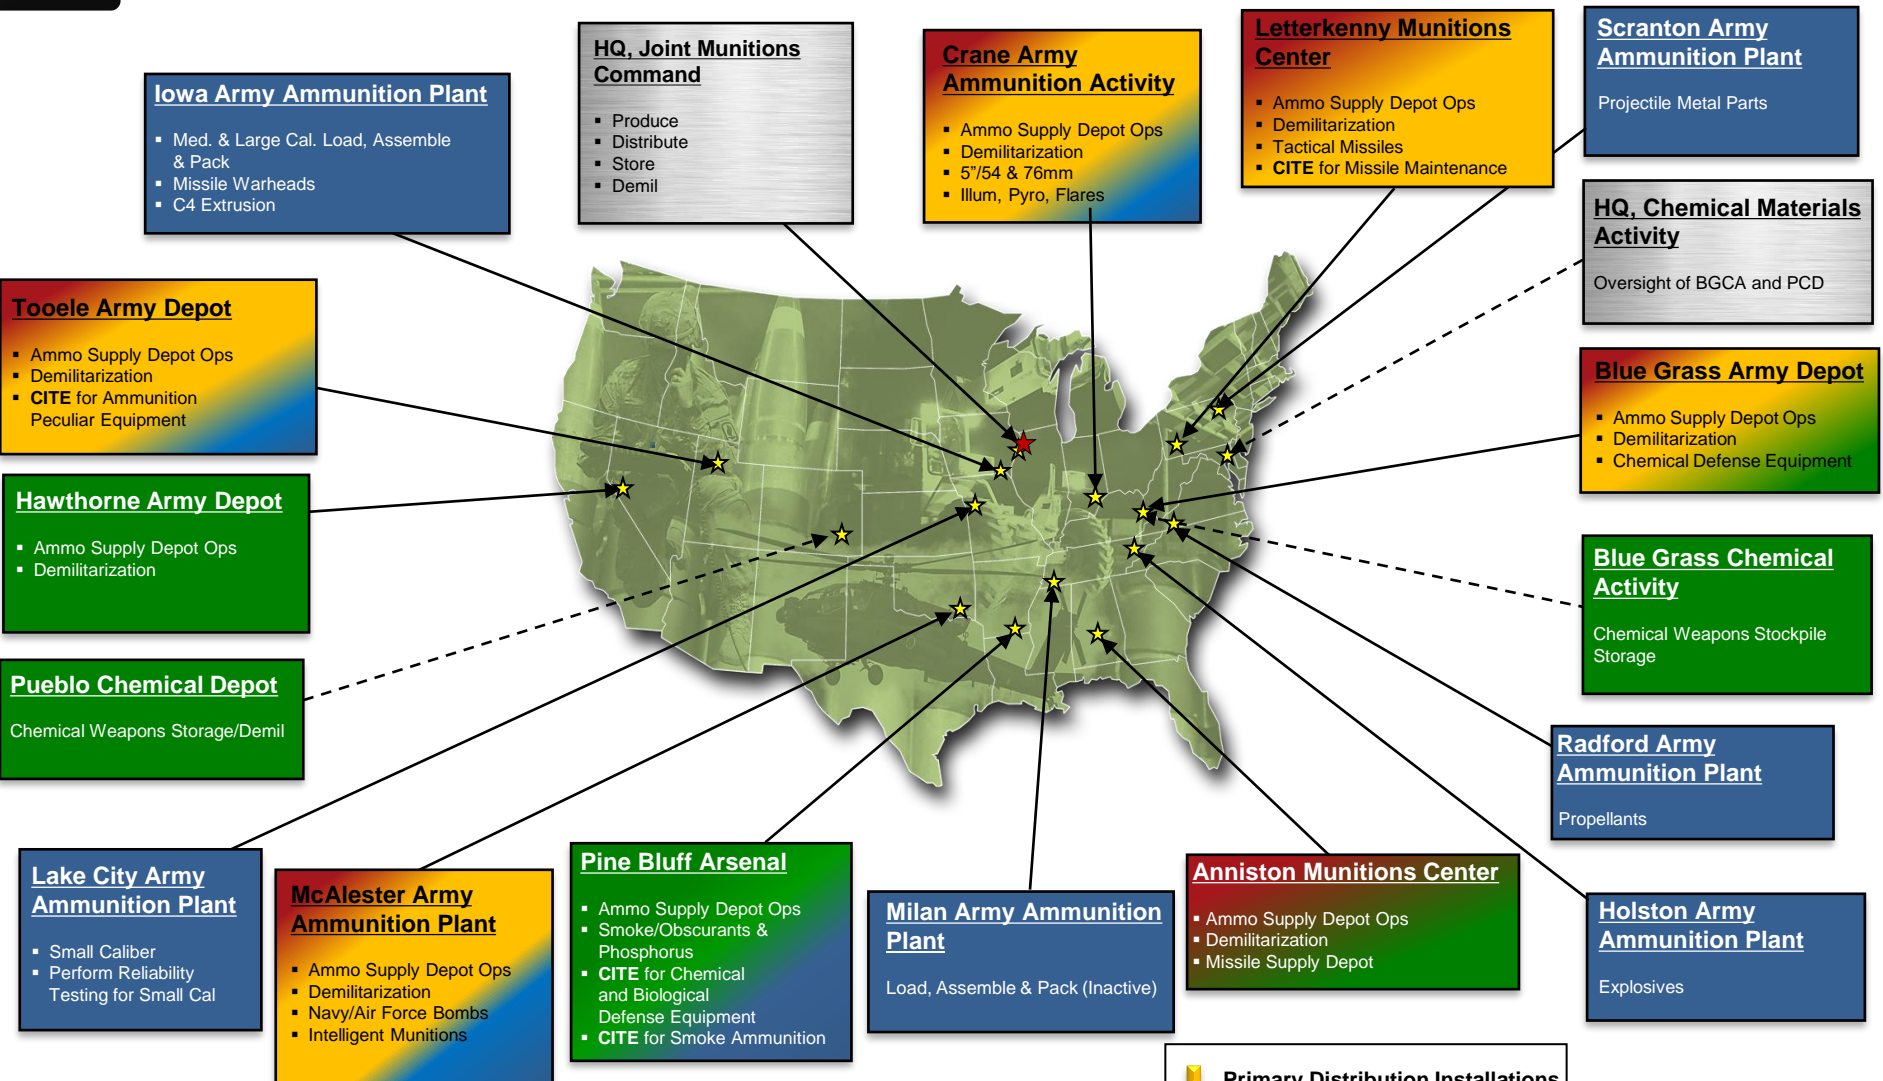 HQ, Joint Munitions
Command
▪ Produce
▪ Distribute
▪ Store
▪ Demil
Crane Army
Ammunition Activity
▪ Ammo Supply Depot Ops
▪ Demilitarization
▪ 5”/54 & 76mm
▪ Illum, Pyro, Flares
Letterkenny Munitions
Center
▪ Ammo Supply Depot Ops
▪ Demilitarization
▪ Tactical Missiles
▪ CITE for Missile Maintenance
Scranton Army
Ammunition Plant
Projectile Metal Parts
Iowa Army Ammunition Plant
▪ Med. & Large Cal. Load, Assemble
& Pack
▪ Missile Warheads
▪ C4 Extrusion
HQ, Chemical Materials
Activity
Oversight of BGCA and PCD
Tooele Army Depot
▪ Ammo Supply Depot Ops
▪ Demilitarization
▪ CITE for Ammunition
Peculiar Equipment
Blue Grass Army Depot
▪ Ammo Supply Depot Ops
▪ Demilitarization
▪ Chemical Defense Equipment
Hawthorne Army Depot
▪ Ammo Supply Depot Ops
▪ Demilitarization
Blue Grass Chemical
Activity
Chemical Weapons Stockpile
Storage
Pueblo Chemical Depot
Chemical Weapons Storage/Demil
Radford Army
Ammunition Plant
Propellants
Lake City Army
Ammunition Plant
▪ Small Caliber
▪ Perform Reliability
Testing for Small Cal
McAlester Army
Ammunition Plant
▪ Ammo Supply Depot Ops
▪ Demilitarization
▪ Navy/Air Force Bombs
▪ Intelligent Munitions
Pine Bluff Arsenal
▪ Ammo Supply Depot Ops
▪ Smoke/Obscurants &
Phosphorus
▪ CITE for Chemical
and Biological
Defense Equipment
▪ CITE for Smoke Ammunition
Milan Army Ammunition
Plant
Load, Assemble & Pack (Inactive)
Anniston Munitions Center
▪ Ammo Supply Depot Ops
▪ Demilitarization
▪ Missile Supply Depot
Holston Army
Ammunition Plant
Explosives
Primary Distribution Installations